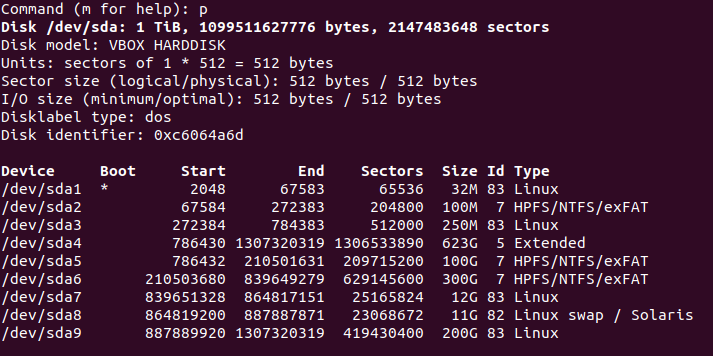 Command (m for help): p
Disk /dev/sda: 1 TiB, 1099511627776 bytes, 2147483648 sectors
Disk model: VBOX HARDDISK
Units: sectors of 1 * 512 = 512 bytes
Sector size (logical/physical): 512 bytes / 512 bytes
I/O size (minimum/optimal): 512 bytes / 512 bytes
Disklabel type: dos
Disk identifier: 0xc6064a6d
Device Boot Start End Sectors Size Id Type
/dev/sda1 * 2048 67583 65536 32M 83 Linux
/dev/sda2 67584 272383 204800 100M 7 HPFS/NTFS/exFAT
/dev/sda3 272384 784383 512000 250M 83 Linux
/dev/sda4 786430 1307320319 1306533890 623G 5 Extended
/dev/sda5 786432 210501631 209715200 100G 7 HPFS/NTFS/exFAT
/dev/sda6 210503680 839649279 629145600 300G 7 HPFS/NTFS/exFAT
/dev/sda7 839651328 864817151 25165824 12G 83 Linux
/dev/sda8 864819200 887887871 23068672 11G 82 Linux swap / Solaris
/dev/sda9 887889920 1307320319 419430400 200G 83 Linux